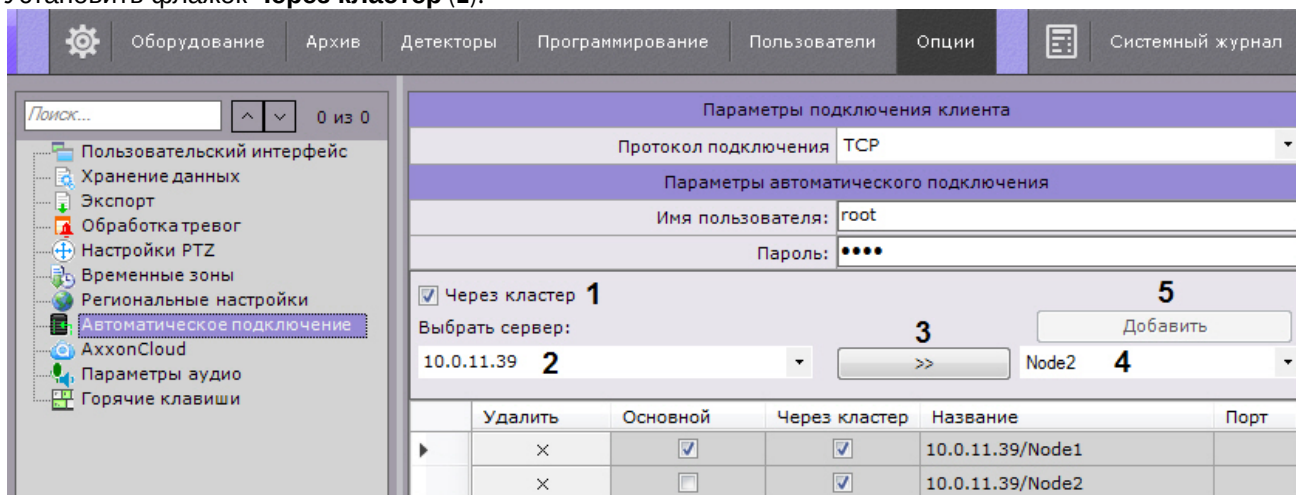 Установить флажок Через кластер (1).
Оборудование Архив Детекторы Программирование Пользователи Опции Системный журнал
Поиск... 0 из 0
Пользовательский интерфейс
Хранение данных
Экспорт
Обработка тревог
Настройки PTZ
Временные зоны
Региональные настройки
Автоматическое подключение
AxxonCloud
Параметры аудио
Горячие клавиши
Параметры подключения клиента
Протокол подключения TCP
Параметры автоматического подключения
Имя пользователя: root
Пароль: ••••
Через кластер 1 5
Выбрать сервер: 3 Добавить
10.0.11.39 2 >> Node2 4
Удалить Основной Через кластер Название Порт
× 10.0.11.39/Node1
× 10.0.11.39/Node2